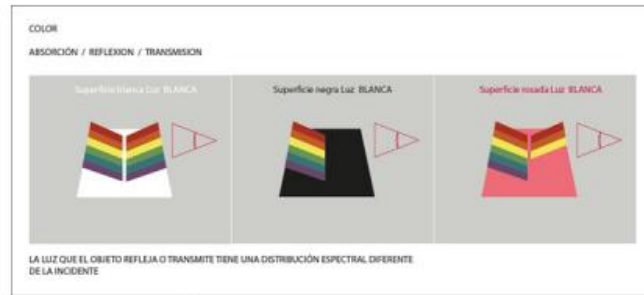 COLOR
ABSORCIÓN / REFLEXION / TRANSMISION
Superficie blanca Luz BLANCA
Superficie negra Luz BLANCA
Superficie rosada Luz BLANCA
LA LUZ QUE EL OBJETO REFLEJA O TRANSMITE TIENE UNA DISTRIBUCIÓN ESPECTRAL DIFERENTE
DE LA INCIDENTE